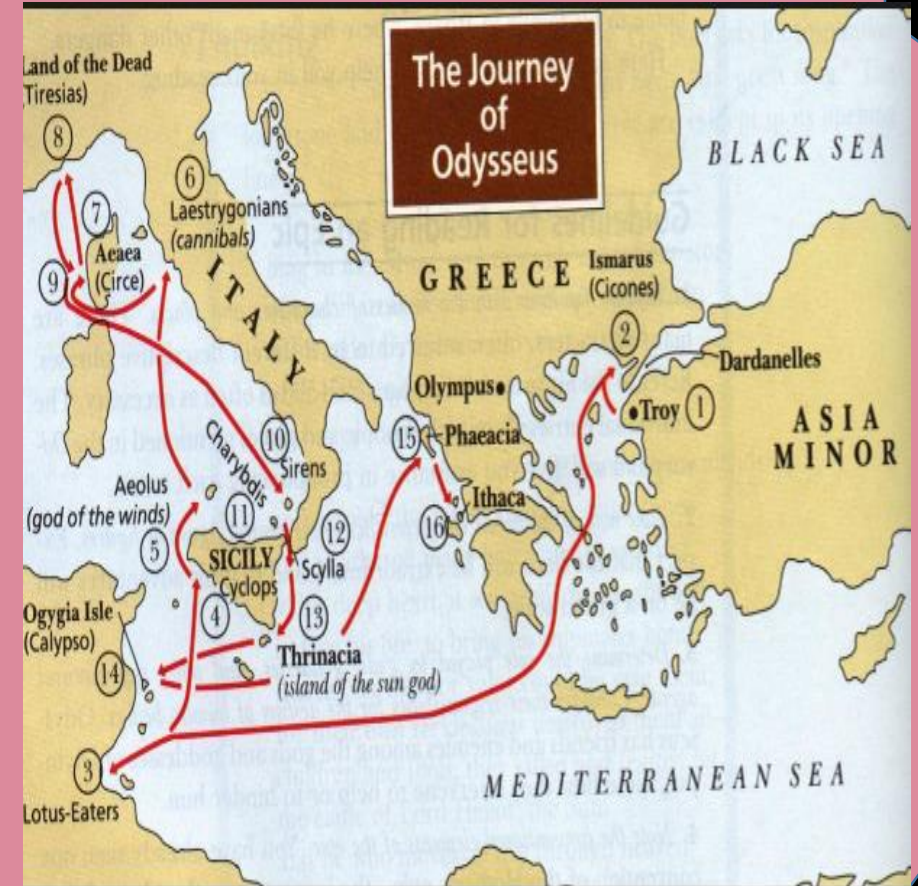 The Journey
of
Odysseus
Land of the Dead
(Tiresias)
8
7
Aeaea
(Circe)
9
6
Laestrygonians
(cannibals)
ITALY
BLACK SEA
GREECE
Ismarus
(Cicones)
2
Dardanelles
Troy 1
ASIA
MINOR
Olympus
15
Phaeacia
Ithaca
16
10
Sirens
Charybdis
11
Aeolus
(god of the winds)
5
12
Scylla
SICILY
Cyclops
4
13
Thrinacia
(island of the sun god)
Ogygia Isle
(Calypso)
14
3
Lotus-Eaters
MEDITERRANEAN SEA